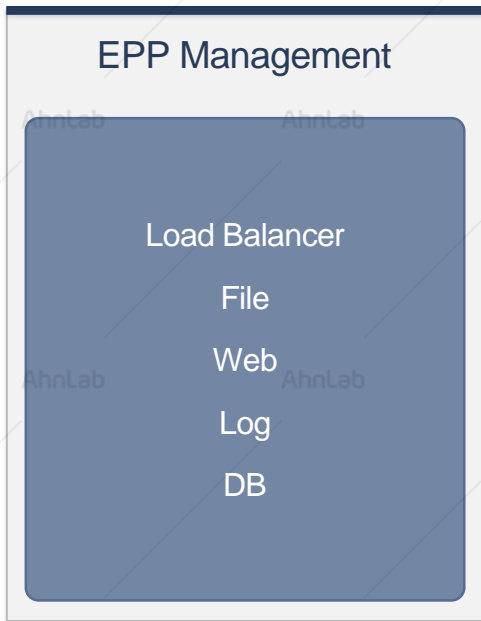 EPP Management
AhnLab AhnLab
Load Balancer
File
Web
AhnLab AhnLab
Log
DB